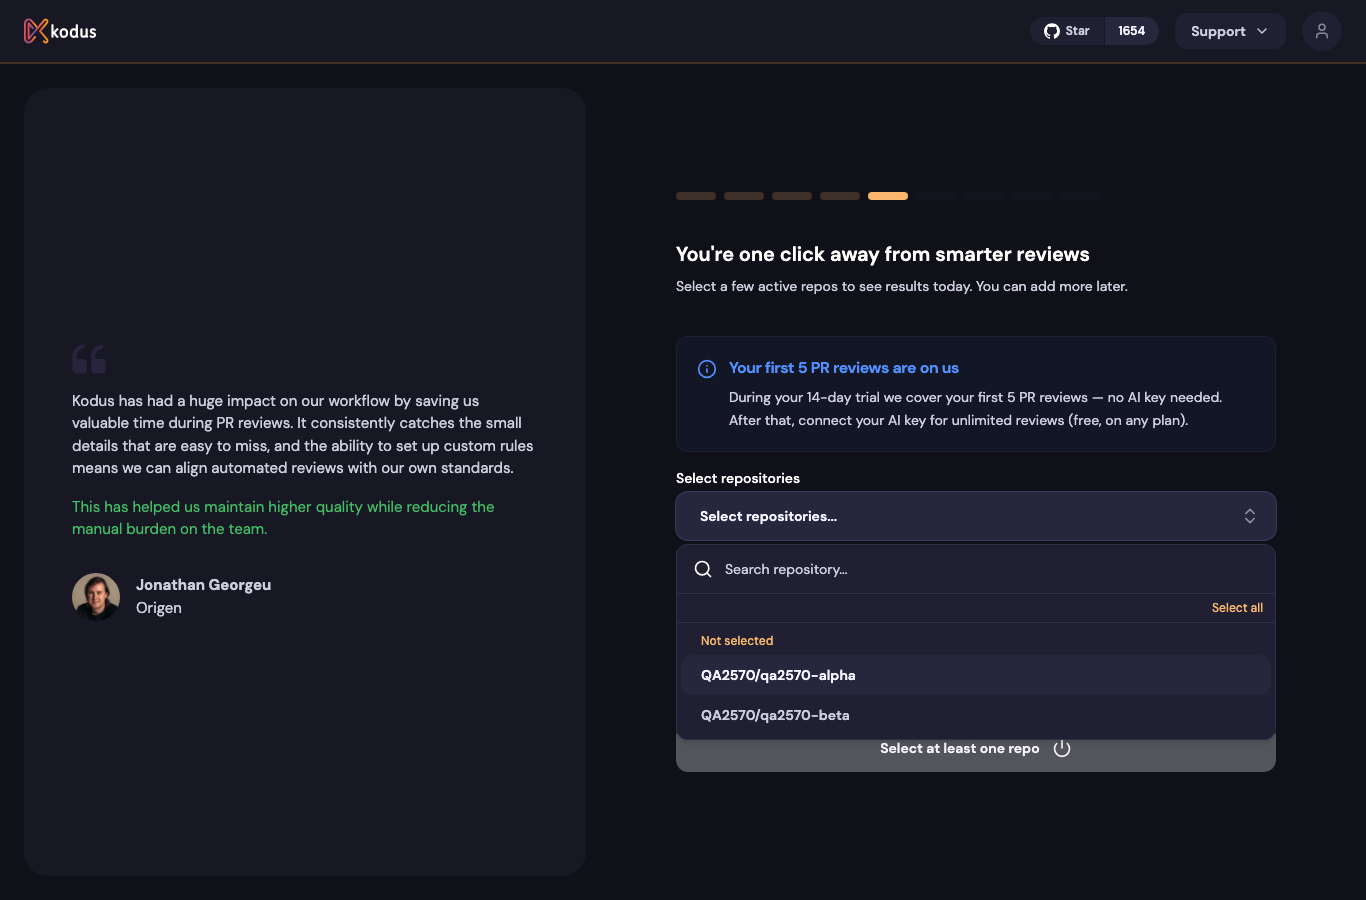 kodus
Star 1654
Support
“
Kodus has had a huge impact on our workflow by saving us
valuable time during PR reviews. It consistently catches the small
details that are easy to miss, and the ability to set up custom rules
means we can align automated reviews with our own standards.
This has helped us maintain higher quality while reducing the
manual burden on the team.
Jonathan Georgeu
Origen
You're one click away from smarter reviews
Select a few active repos to see results today. You can add more later.
Your first 5 PR reviews are on us
During your 14-day trial we cover your first 5 PR reviews — no AI key needed.
After that, connect your AI key for unlimited reviews (free, on any plan).
Select repositories
Select repositories...
Search repository...
Select all
Not selected
QA2570/qa2570-alpha
QA2570/qa2570-beta
Select at least one repo